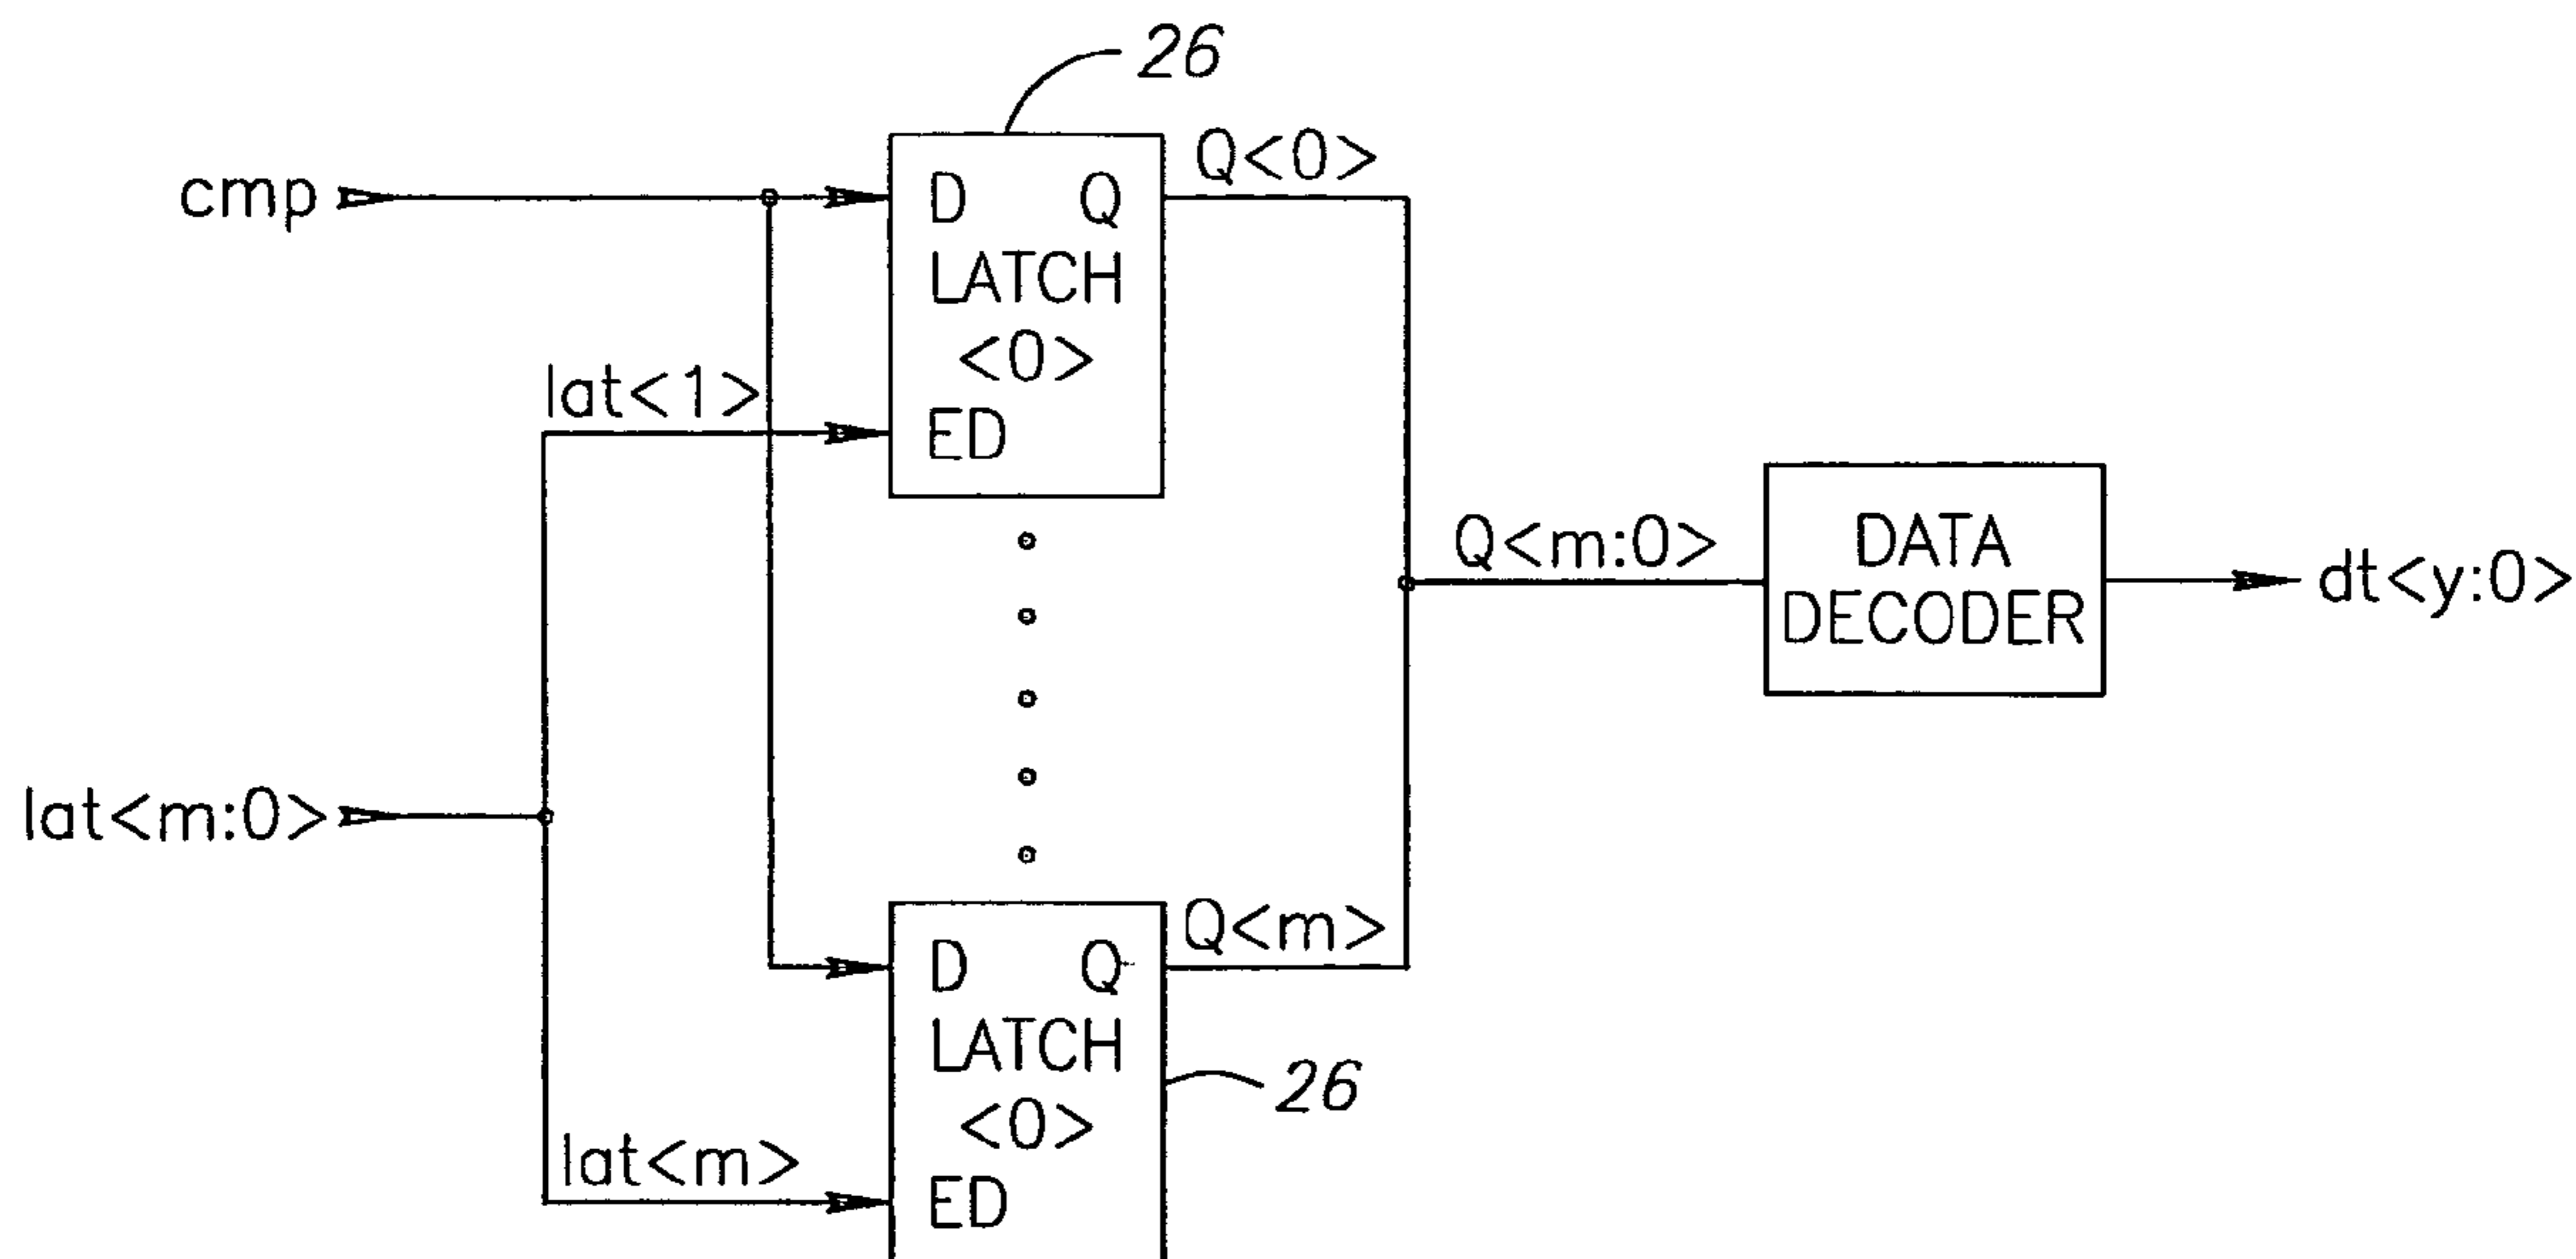 26
cmp
D Q
Q<0>
LATCH
<0>
lat<1>
ED
Q<m:0>
DATA
DECODER
dt<y:0>
lat<m:0>
Q<m>
D Q
LATCH
<0>
26
lat<m>
ED